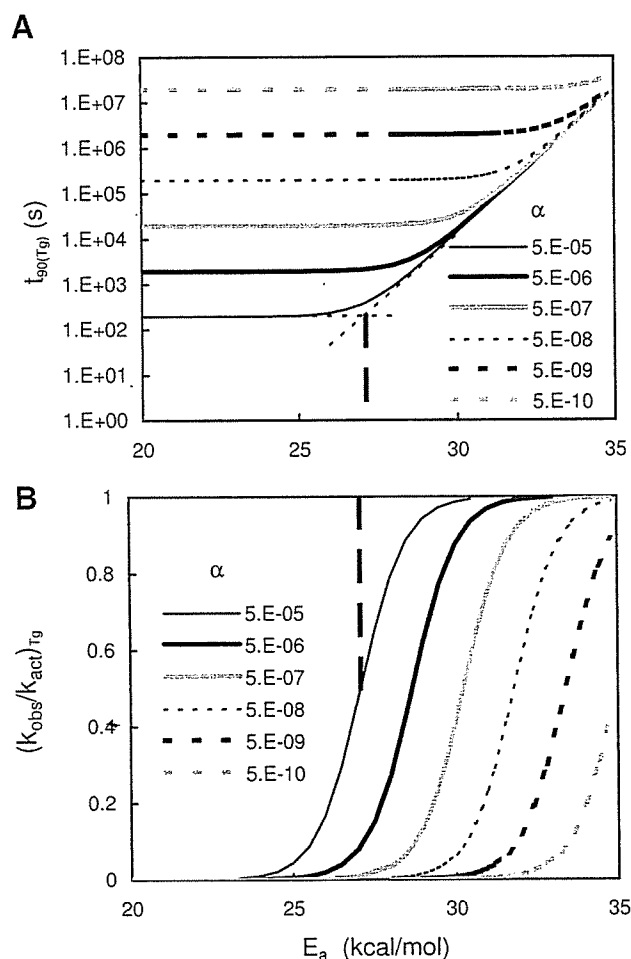 A
1.E+08
1.E+07
1.E+06
1.E+05
1.E+04
1.E+03
1.E+02
1.E+01
1.E+00
t90(Tg) (s)
α
5.E-05
5.E-06
5.E-07
5.E-08
5.E-09
5.E-10
20 25 30 35
B
1
0.8
0.6
0.4
0.2
0
(kobs/kact)Tg
α
5.E-05
5.E-06
5.E-07
5.E-08
5.E-09
5.E-10
20 25 30 35
Ea (kcal/mol)